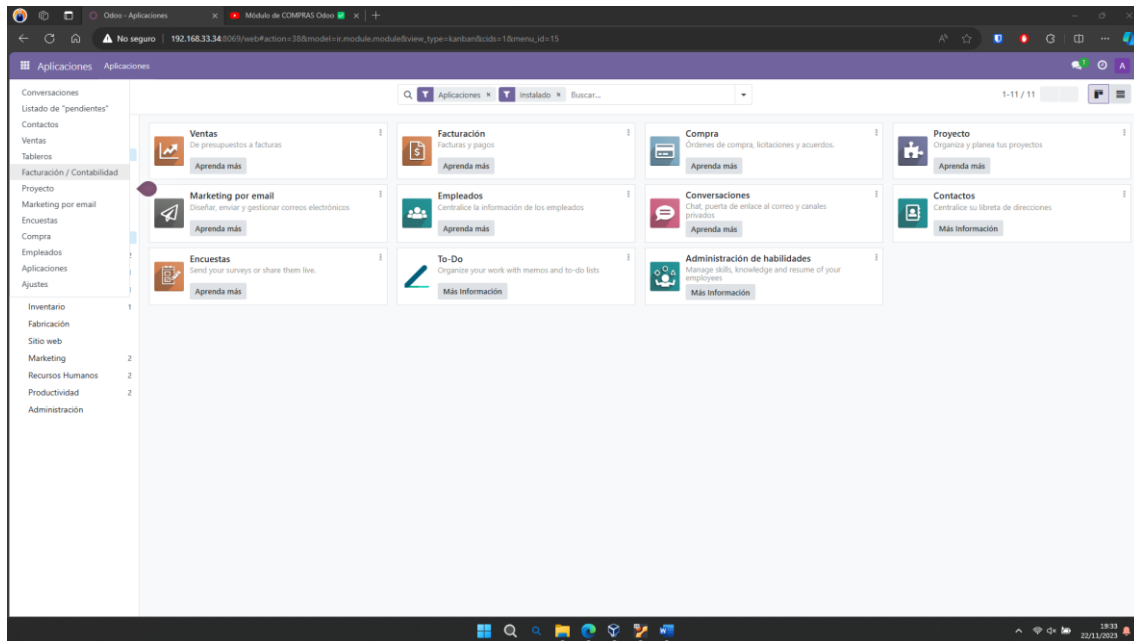 Odoo - Aplicaciones
Módulo de COMPRAS Odoo
No seguro
192.168.33.34:8069/web#action=38&model=ir.module.module&view_type=kanban&cids=1&menu_id=15
Aplicaciones Aplicaciones
1
A
Conversaciones
Listado de "pendientes"
Contactos
Ventas
Tableros
Facturación / Contabilidad
Proyecto
Marketing por email
Encuestas
Compra
Empleados
Aplicaciones
Ajustes
Inventario 1
Fabricación
Sitio web
Marketing 2
Recursos Humanos 2
Productividad 2
Administración
Aplicaciones × Instalado × Buscar...
1-11 / 11
Ventas
De presupuestos a facturas
Aprenda más
Facturación
Facturas y pagos
Aprenda más
Compra
Órdenes de compra, licitaciones y acuerdos.
Aprenda más
Proyecto
Organiza y planea tus proyectos
Aprenda más
Marketing por email
Diseñar, enviar y gestionar correos electrónicos
Aprenda más
Empleados
Centralice la información de los empleados
Aprenda más
Conversaciones
Chat, puerta de enlace al correo y canales
privados
Aprenda más
Contactos
Centralice su libreta de direcciones
Más Información
Encuestas
Send your surveys or share them live.
Aprenda más
To-Do
Organize your work with memos and to-do lists
Más Información
Administración de habilidades
Manage skills, knowledge and resume of your
employees
Más Información
19:33
22/11/2023